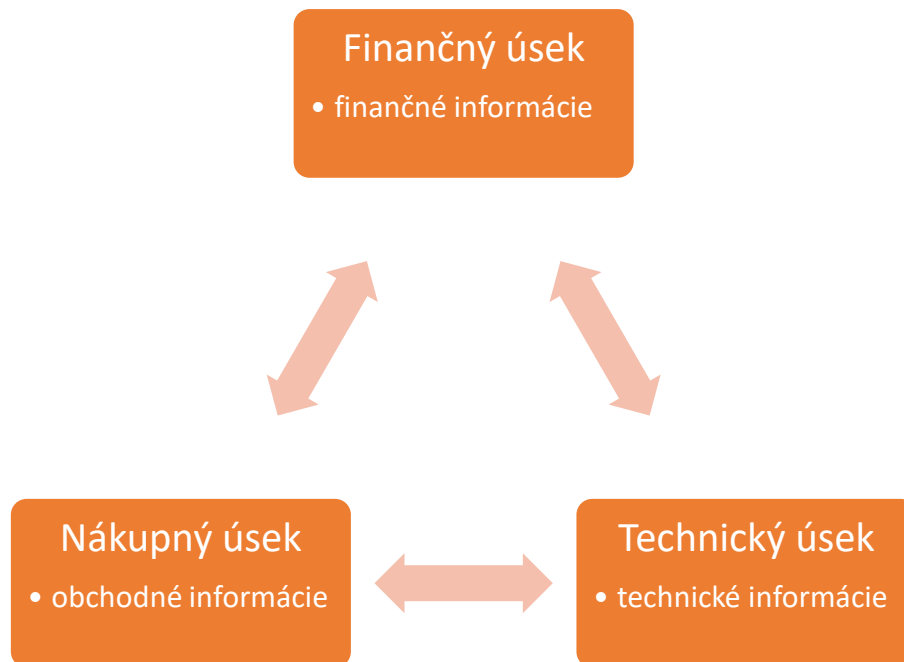 Finančný úsek
• finančné informácie
Nákupný úsek
• obchodné informácie
Technický úsek
• technické informácie